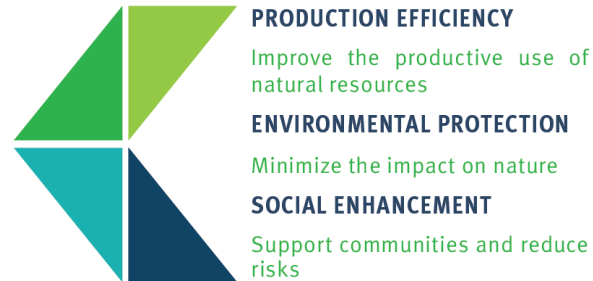 PRODUCTION EFFICIENCY
Improve the productive use of
natural resources
ENVIRONMENTAL PROTECTION
Minimize the impact on nature
SOCIAL ENHANCEMENT
Support communities and reduce
risks